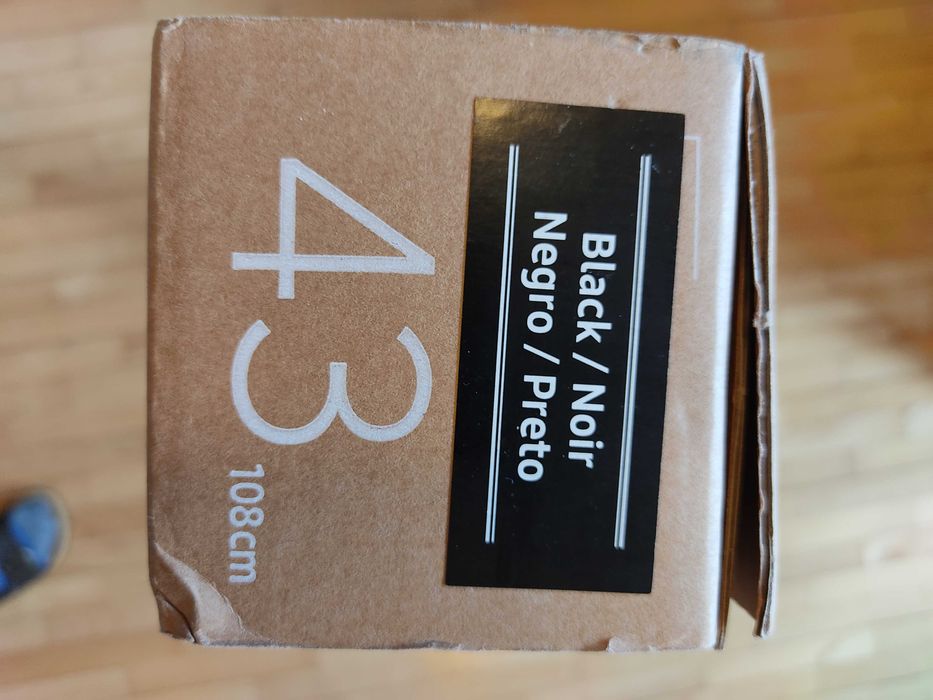 Black / Noir
Negro / Preto
43
108cm